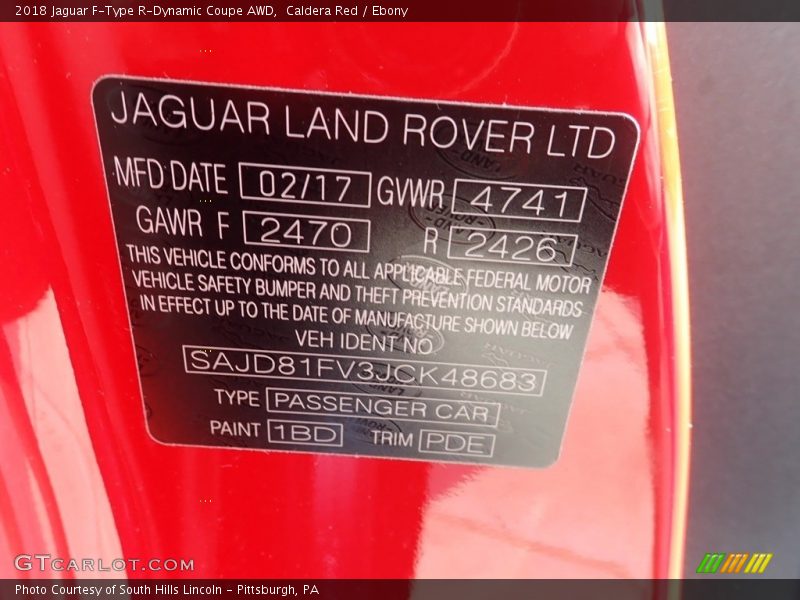 2018 Jaguar F-Type R-Dynamic Coupe AWD, Caldera Red / Ebony
JAGUAR LAND ROVER LTD
MFD DATE 02/17 GVWR 4741
GAWR F 2470 R 2426
THIS VEHICLE CONFORMS TO ALL APPLICABLE FEDERAL MOTOR
VEHICLE SAFETY BUMPER AND THEFT PREVENTION STANDARDS
IN EFFECT UP TO THE DATE OF MANUFACTURE SHOWN BELOW
VEH IDENT NO
SAJD81FV3JCK48683
TYPE PASSENGER CAR
PAINT 1BD TRIM PDE
GTCARLOT.COM
Photo Courtesy of South Hills Lincoln - Pittsburgh, PA